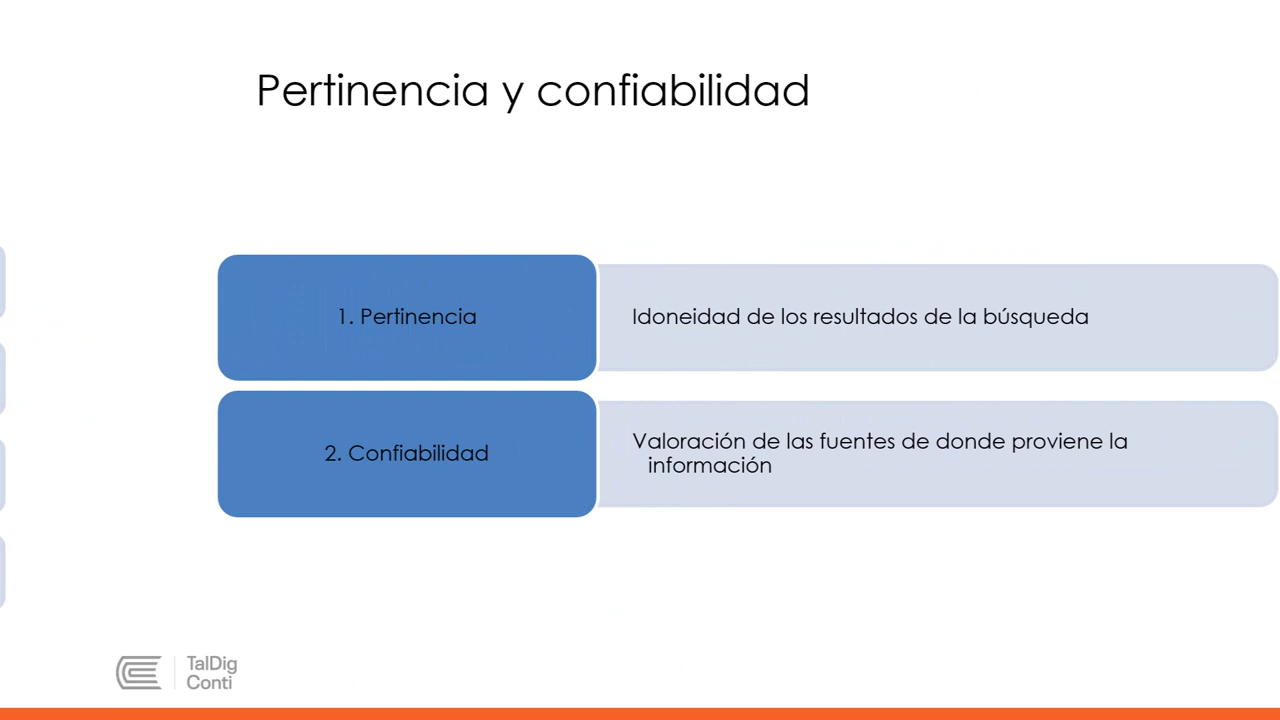 Pertinencia y confiabilidad
1. Pertinencia
Idoneidad de los resultados de la búsqueda
2. Confiabilidad
Valoración de las fuentes de donde proviene la
información
TalDig
Conti